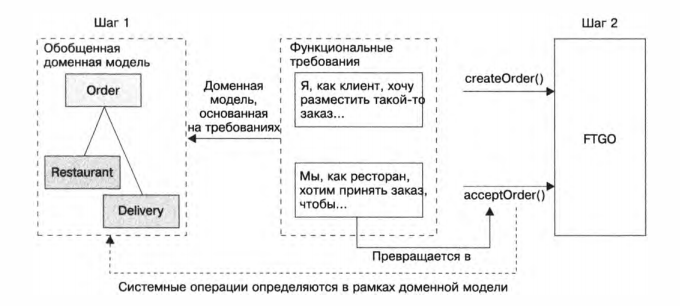 Шаг 1
Шаг 2
Обобщенная
доменная модель
Order
Restaurant
Delivery
Доменная
модель,
основанная
на требованиях
Функциональные
требования
Я, как клиент, хочу
разместить такой-то
заказ...
Мы, как ресторан,
хотим принять заказ,
чтобы...
createOrder()
acceptOrder()
FTGO
Превращается в
Системные операции определяются в рамках доменной модели